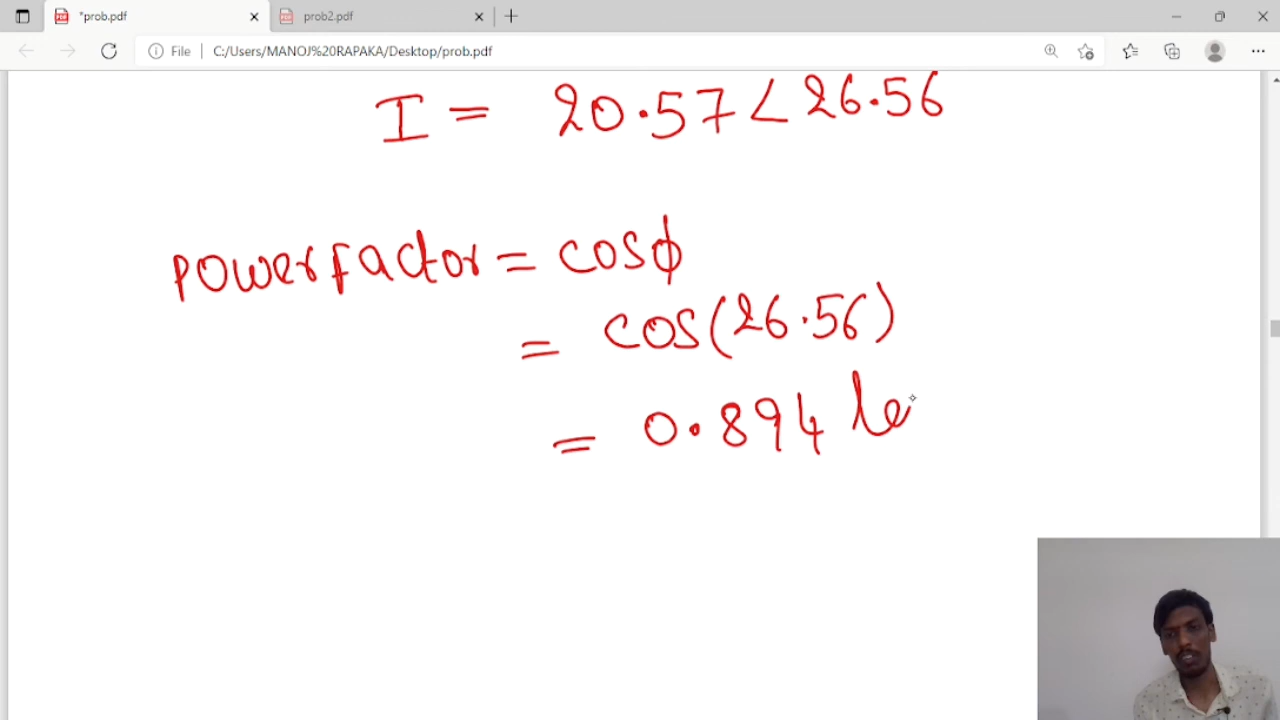 *prob.pdf
prob2.pdf
File
C:/Users/MANOJ%20RAPAKA/Desktop/prob.pdf
I = 20.57 < 26.56
Powerfactor = cosϕ
= cos(26.56)
= 0.894 le